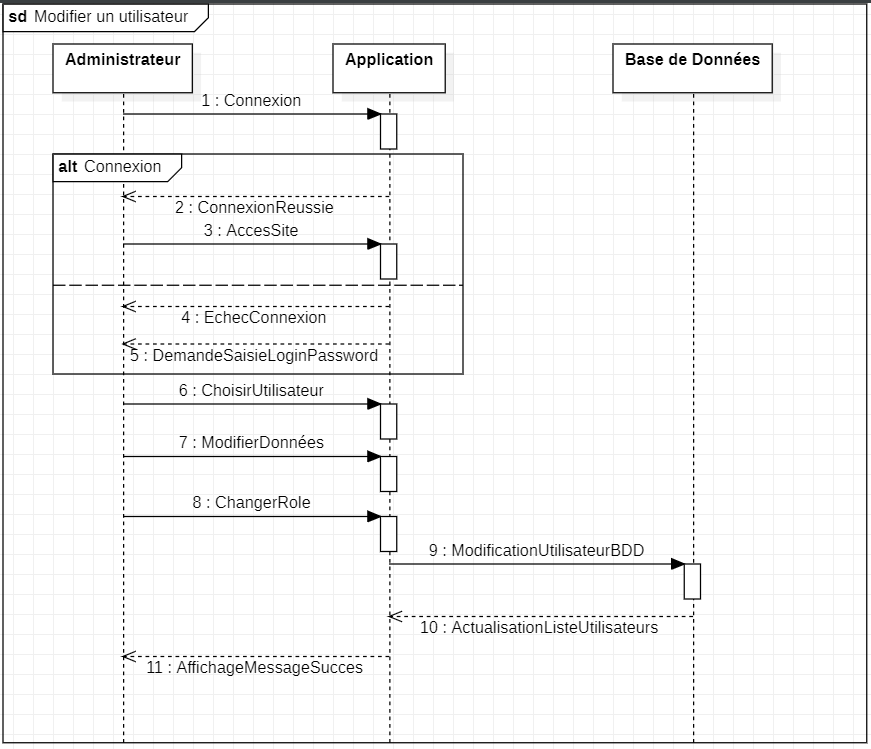 sd Modifier un utilisateur
Administrateur
Application
Base de Données
1 : Connexion
alt Connexion
2 : ConnexionReussie
3 : AccesSite
4 : EchecConnexion
5 : DemandeSaisieLoginPassword
6 : ChoisirUtilisateur
7 : ModifierDonnées
8 : ChangerRole
9 : ModificationUtilisateurBDD
10 : ActualisationListeUtilisateurs
11 : AffichageMessageSucces